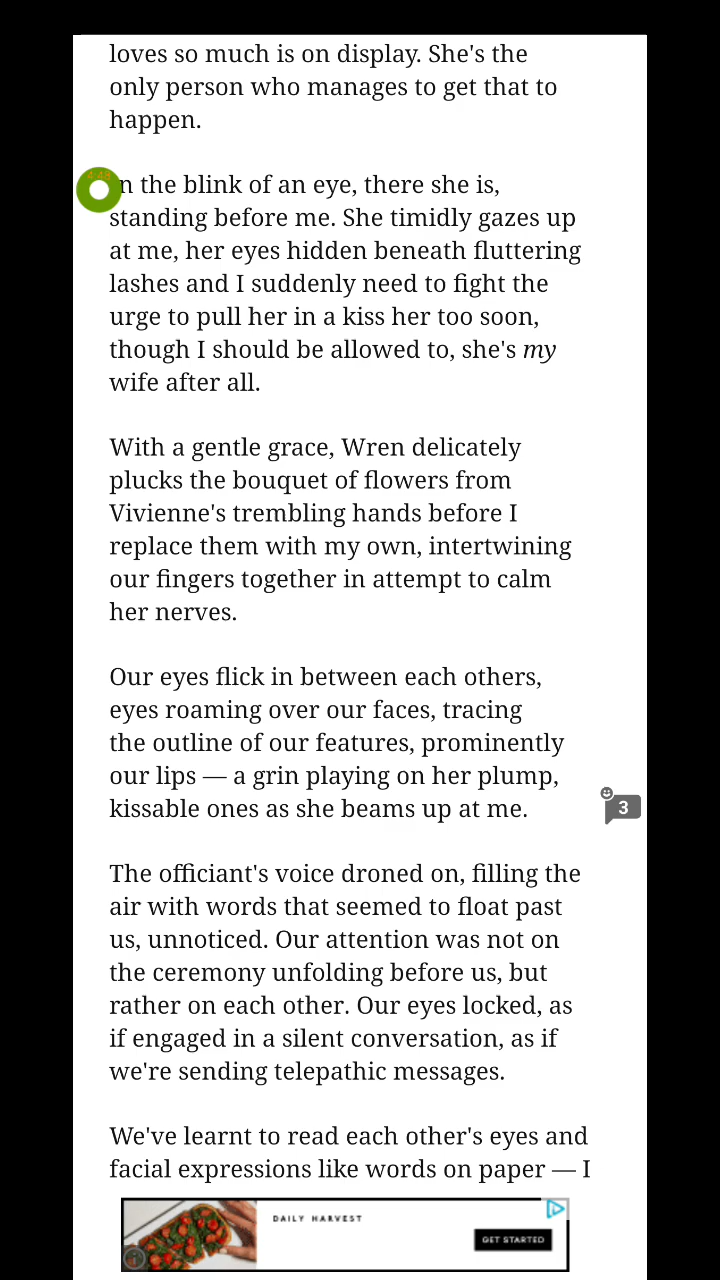 loves so much is on display. She's the
only person who manages to get that to
happen.
n the blink of an eye, there she is,
standing before me. She timidly gazes up
at me, her eyes hidden beneath fluttering
lashes and I suddenly need to fight the
urge to pull her in a kiss her too soon,
though I should be allowed to, she's my
wife after all.
With a gentle grace, Wren delicately
plucks the bouquet of flowers from
Vivienne's trembling hands before I
replace them with my own, intertwining
our fingers together in attempt to calm
her nerves.
Our eyes flick in between each others,
eyes roaming over our faces, tracing
the outline of our features, prominently
our lips — a grin playing on her plump,
kissable ones as she beams up at me.
3
The officiant's voice droned on, filling the
air with words that seemed to float past
us, unnoticed. Our attention was not on
the ceremony unfolding before us, but
rather on each other. Our eyes locked, as
if engaged in a silent conversation, as if
we're sending telepathic messages.
We've learnt to read each other's eyes and
facial expressions like words on paper — I
DAILY HARVEST
GET STARTED